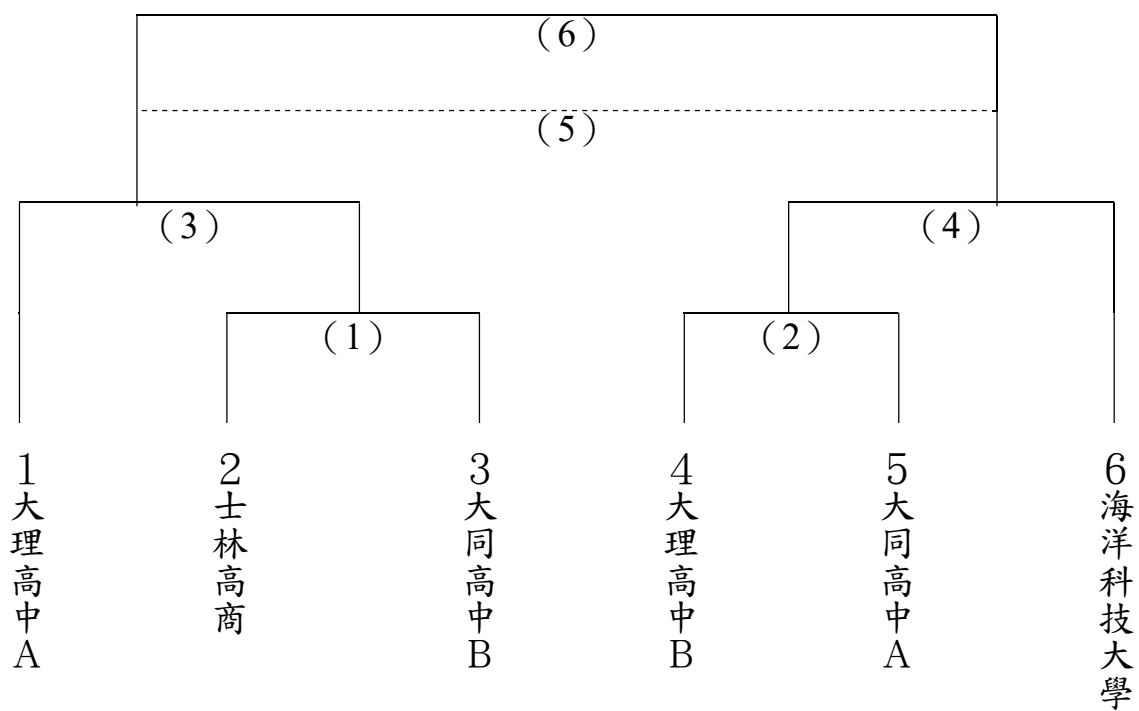 (6)
(5)
(3)
(4)
(1)
(2)
1大理高中A
2士林高商
3大同高中B
4大理高中B
5大同高中A
6海洋科技大學